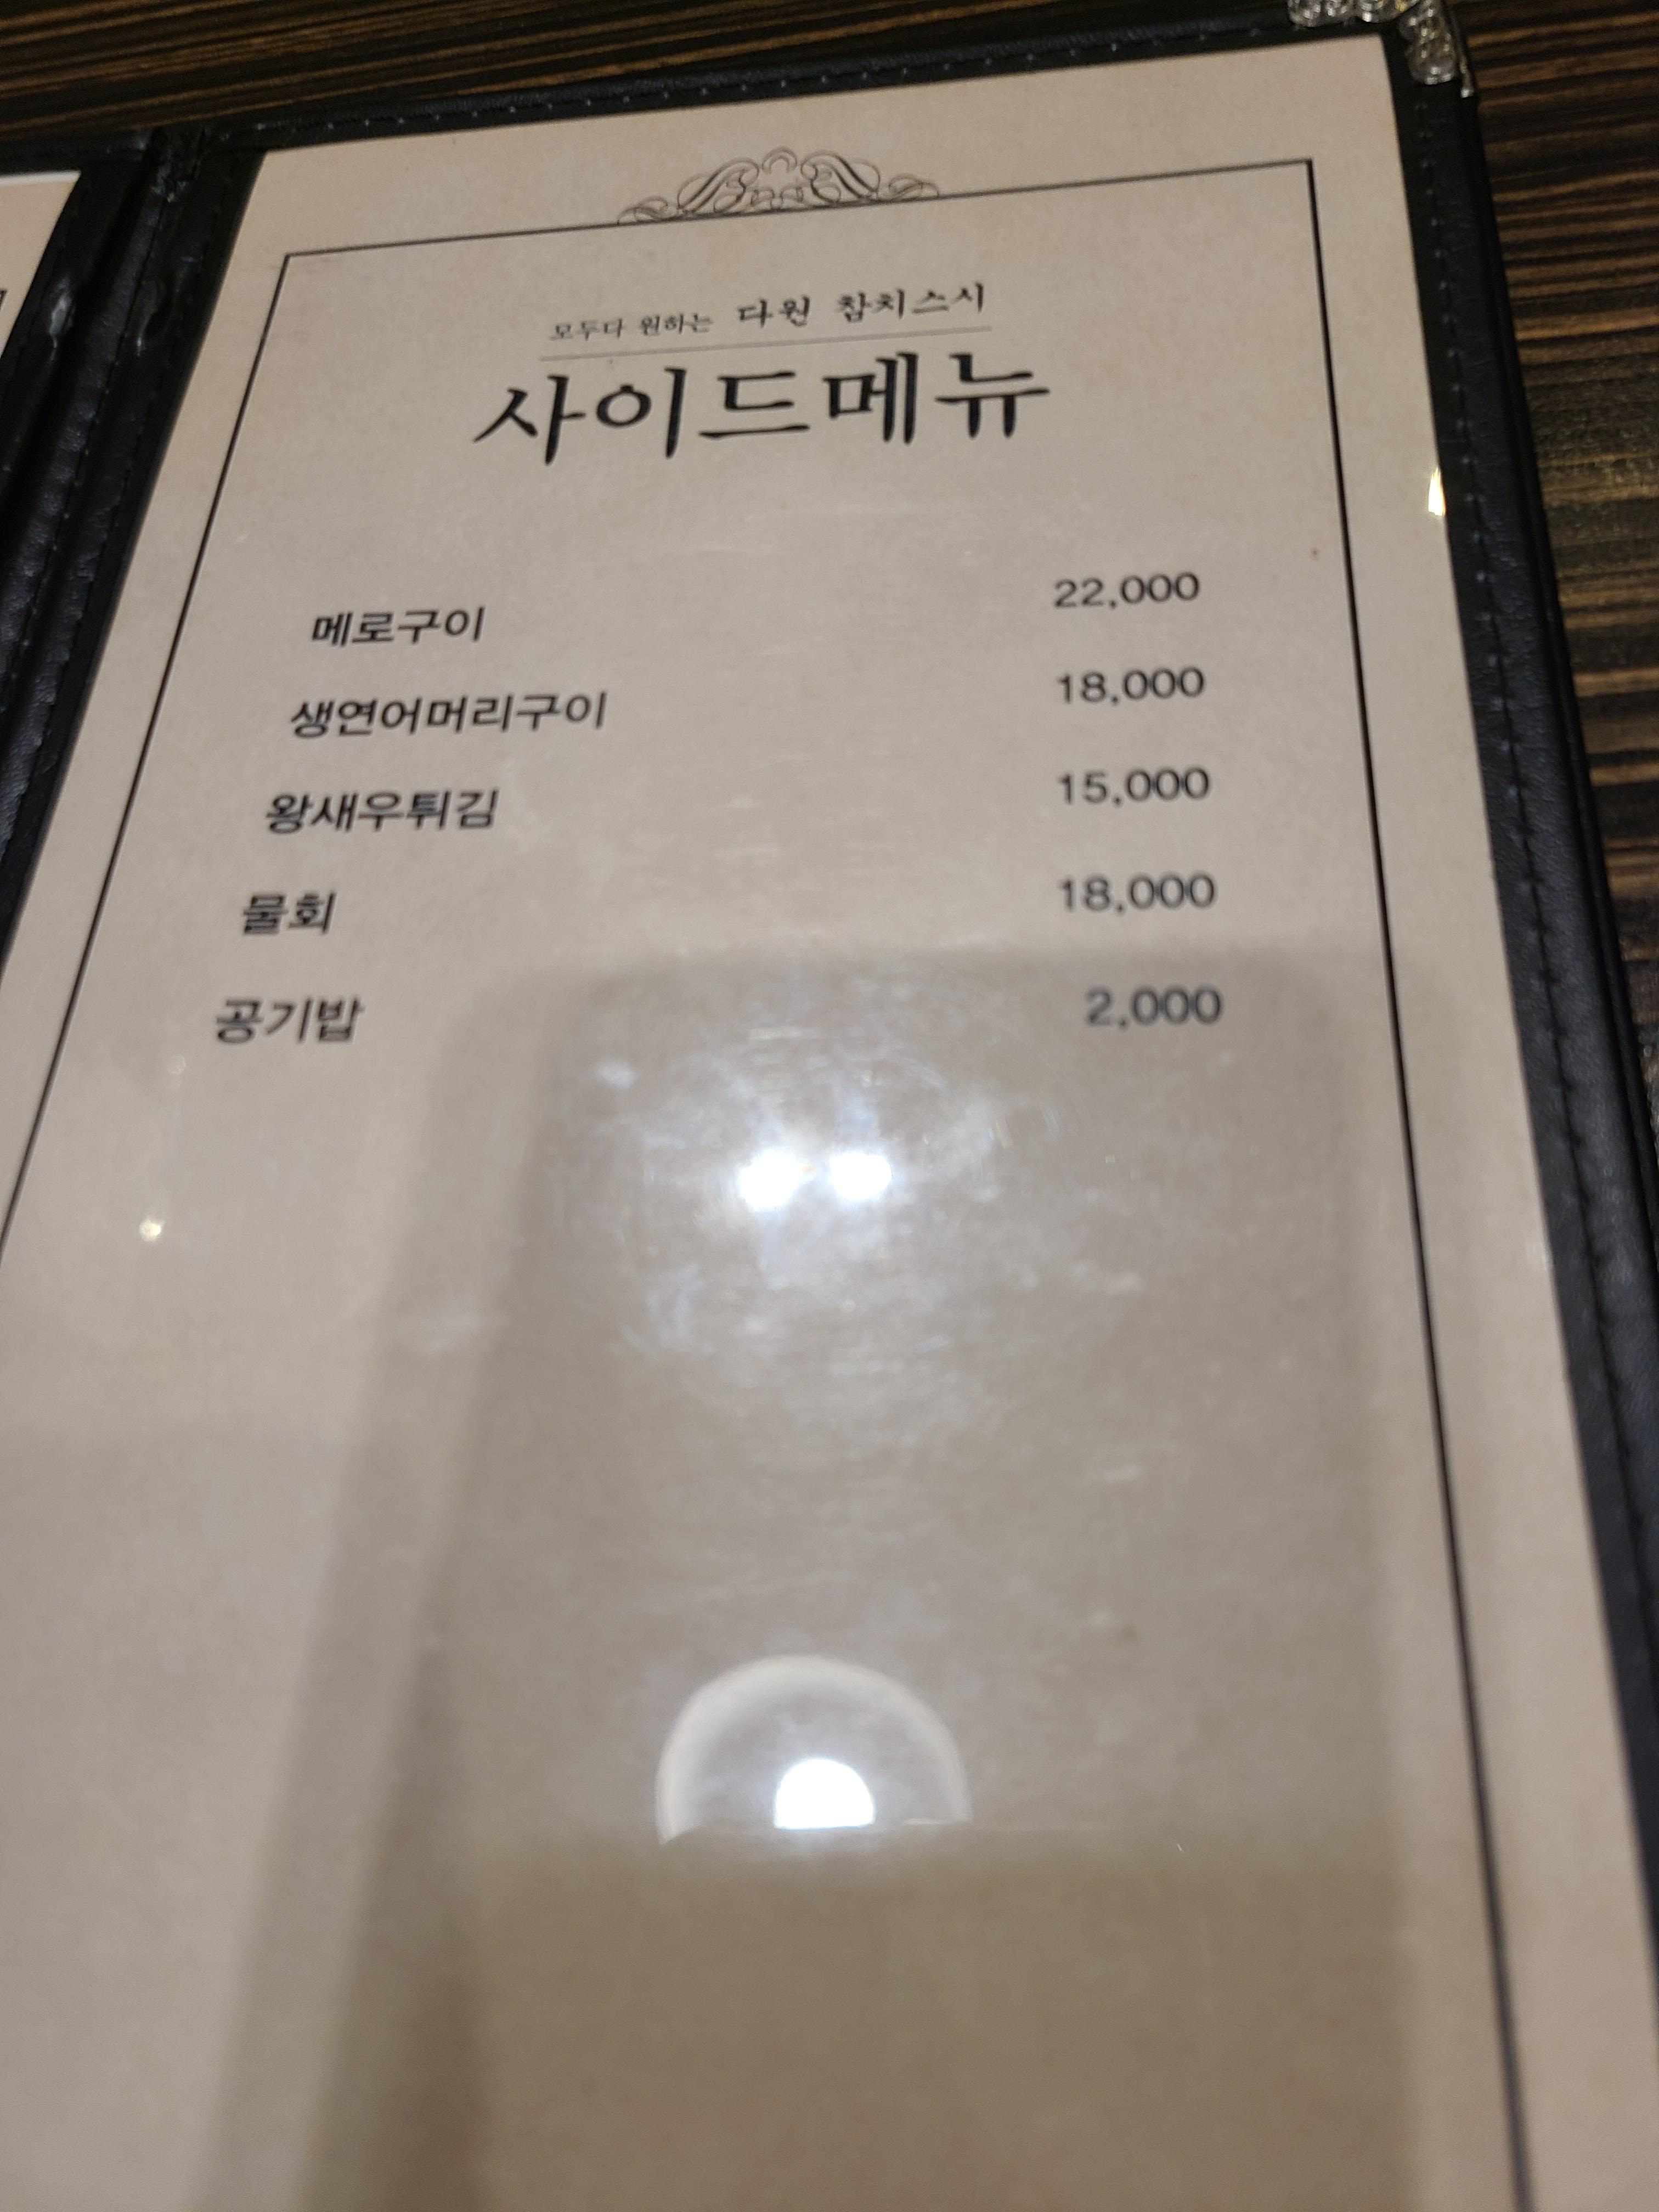 모두다 원하는 다원 참치스시
사이드메뉴
메로구이 22,000
생연어머리구이 18,000
왕새우튀김 15,000
물회 18,000
공기밥 2,000